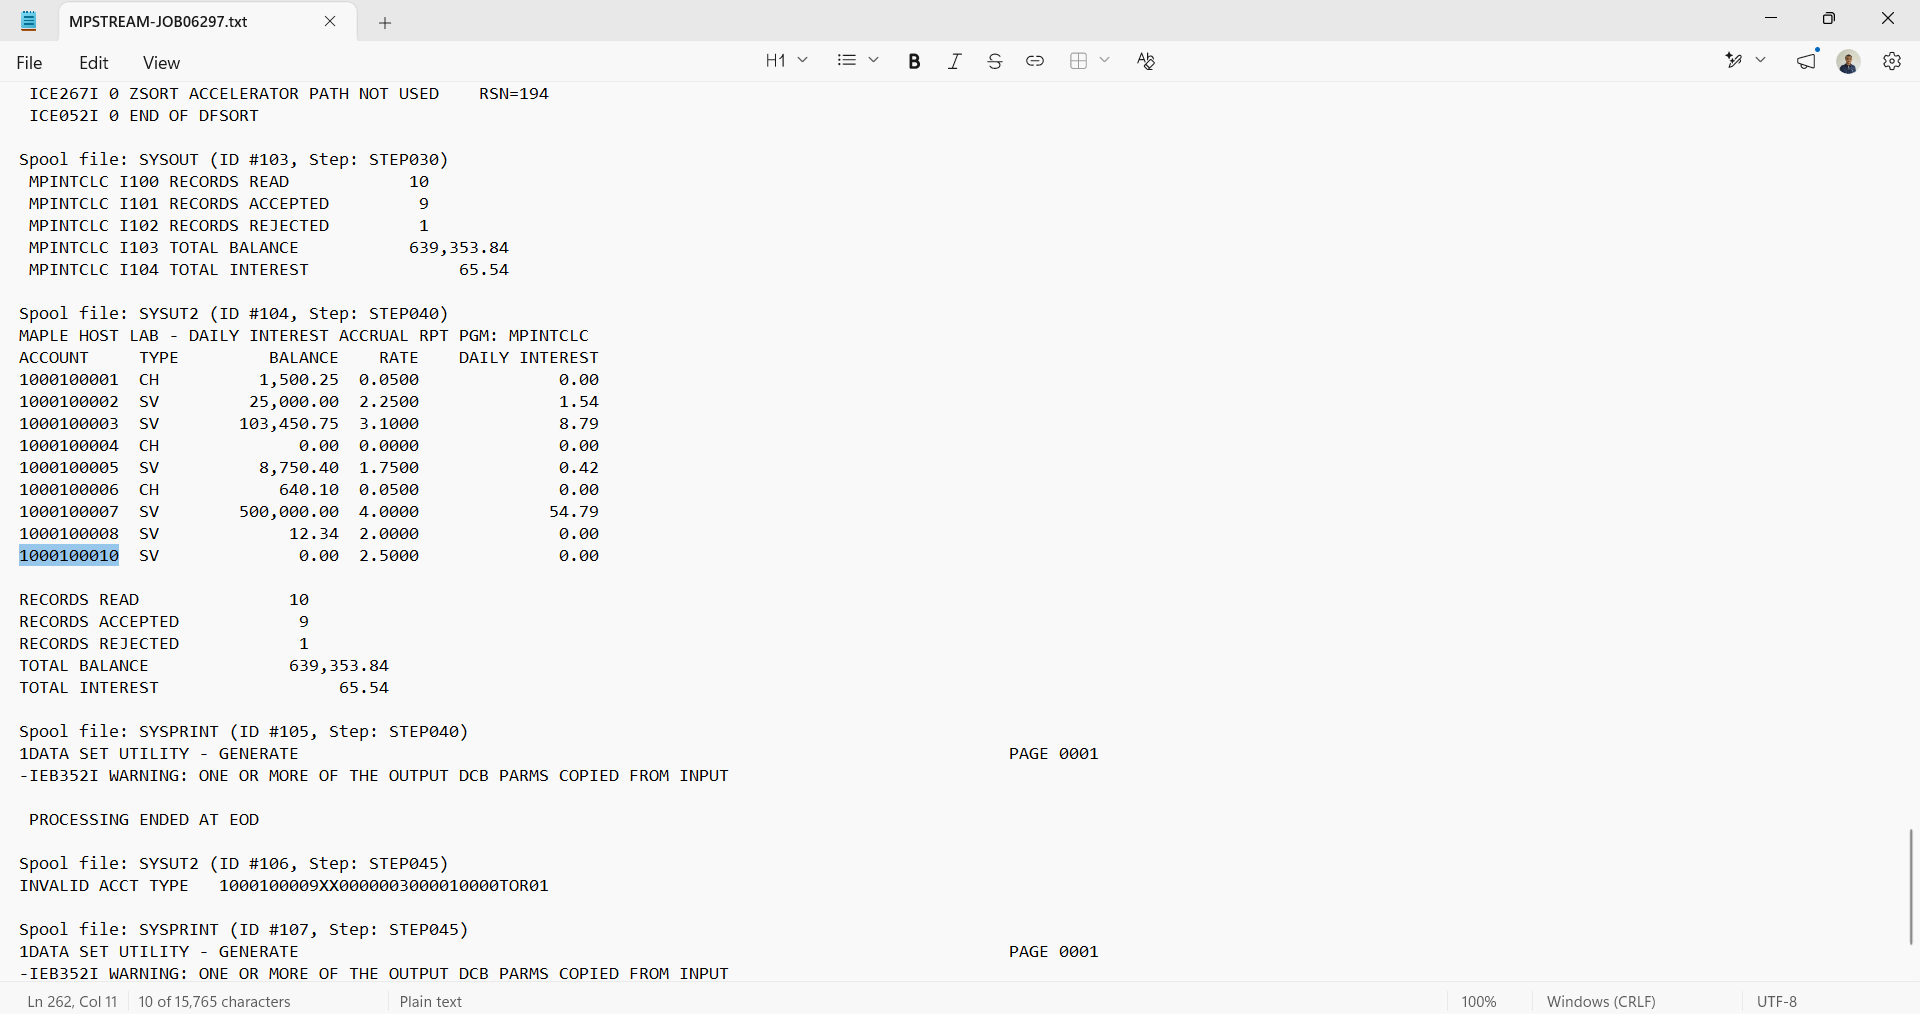 MPSTREAM-JOB06297.txt
File Edit View H1
ICE267I 0 ZSORT ACCELERATOR PATH NOT USED    RSN=194
ICE052I 0 END OF DFSORT
Spool file: SYSOUT (ID #103, Step: STEP030)
MPINTCLC I100 RECORDS READ            10
MPINTCLC I101 RECORDS ACCEPTED         9
MPINTCLC I102 RECORDS REJECTED         1
MPINTCLC I103 TOTAL BALANCE           639,353.84
MPINTCLC I104 TOTAL INTEREST               65.54
Spool file: SYSUT2 (ID #104, Step: STEP040)
MAPLE HOST LAB - DAILY INTEREST ACCRUAL RPT PGM: MPINTCLC
ACCOUNT     TYPE         BALANCE    RATE    DAILY INTEREST
1000100001  CH          1,500.25  0.0500              0.00
1000100002  SV         25,000.00  2.2500              1.54
1000100003  SV        103,450.75  3.1000              8.79
1000100004  CH              0.00  0.0000              0.00
1000100005  SV          8,750.40  1.7500              0.42
1000100006  CH            640.10  0.0500              0.00
1000100007  SV        500,000.00  4.0000             54.79
1000100008  SV             12.34  2.0000              0.00
1000100010  SV              0.00  2.5000              0.00
RECORDS READ               10
RECORDS ACCEPTED            9
RECORDS REJECTED            1
TOTAL BALANCE              639,353.84
TOTAL INTEREST                  65.54
Spool file: SYSPRINT (ID #105, Step: STEP040)
1DATA SET UTILITY - GENERATE                                                                       PAGE 0001
-IEB352I WARNING: ONE OR MORE OF THE OUTPUT DCB PARMS COPIED FROM INPUT
PROCESSING ENDED AT EOD
Spool file: SYSUT2 (ID #106, Step: STEP045)
INVALID ACCT TYPE   1000100009XX0000003000010000TOR01
Spool file: SYSPRINT (ID #107, Step: STEP045)
1DATA SET UTILITY - GENERATE                                                                       PAGE 0001
-IEB352I WARNING: ONE OR MORE OF THE OUTPUT DCB PARMS COPIED FROM INPUT
Ln 262, Col 11 10 of 15,765 characters Plain text 100% Windows (CRLF) UTF-8